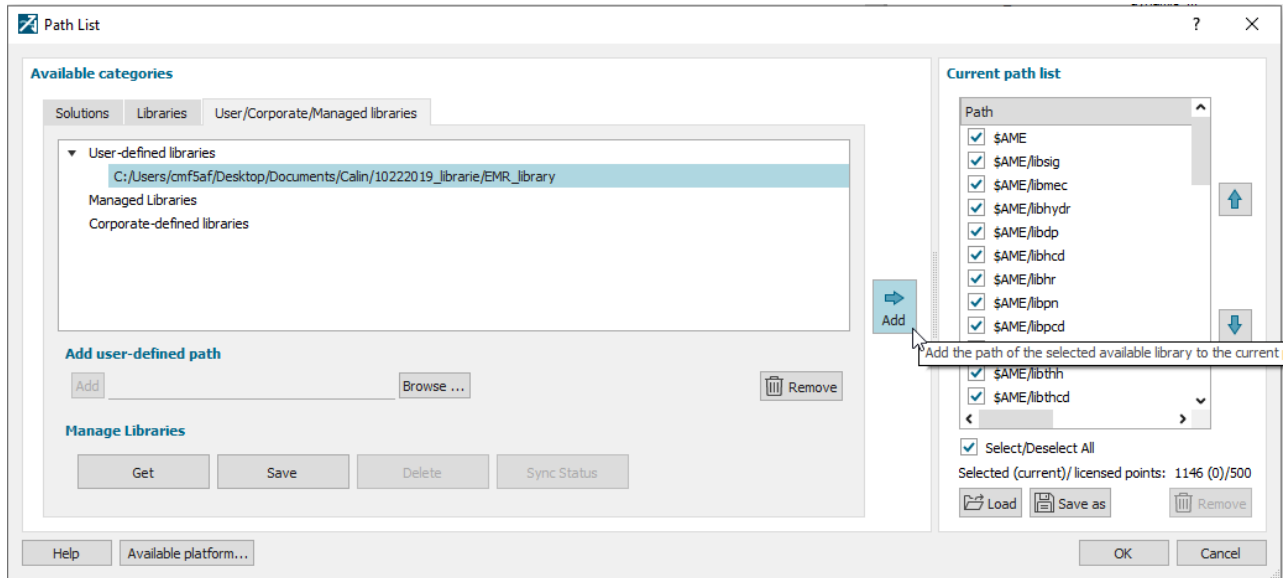 Path List
?
Available categories
Solutions
Libraries
User/Corporate/Managed libraries
User-defined libraries
C:/Users/cmf5af/Desktop/Documents/Calin/10222019_librarie/EMR_library
Managed Libraries
Corporate-defined libraries
Add
Add user-defined path
Add
Browse ...
Remove
Manage Libraries
Get
Save
Delete
Sync Status
Current path list
Path
$AME
$AME/libsig
$AME/libmec
$AME/libhydr
$AME/libdp
$AME/libhcd
$AME/libhr
$AME/libpn
$AME/libpcd
Add the path of the selected available library to the current
$AME/libthh
$AME/libthcd
Select/Deselect All
Selected (current)/ licensed points: 1146 (0)/500
Load
Save as
Remove
Help
Available platform...
OK
Cancel